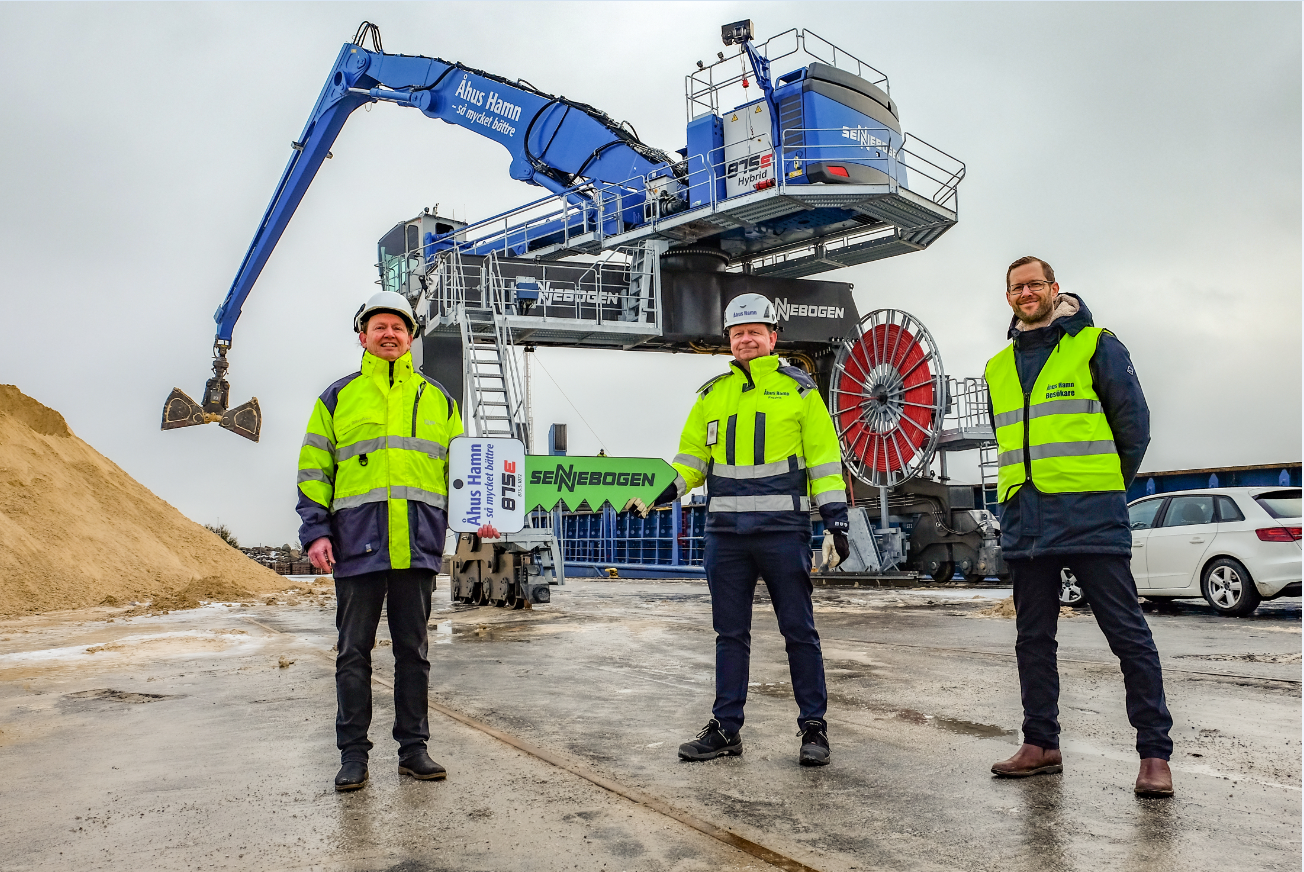 Åhus Hamn
– så mycket bättre
SENNEBOGEN
875E
Hybrid
SENNEBOGEN
SENNEBOGEN
Åhus Hamn
Åhus Hamn
– så mycket bättre
875E
SENNEBOGEN
Åhus Hamn
Åhus Hamn
Besökare